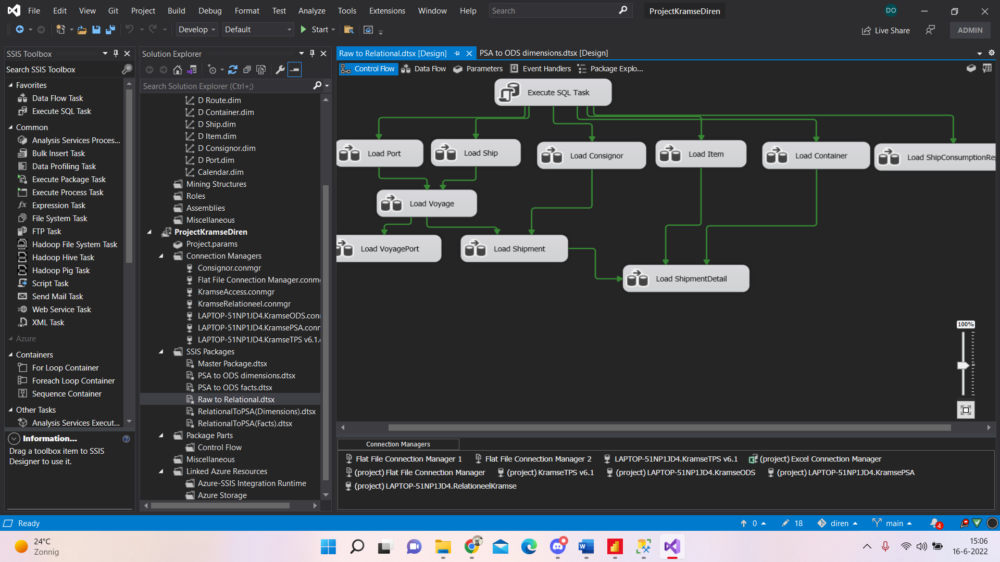 File Edit View Git Project Build Debug Format Test Analyze Tools Extensions Window Help Search ProjectKramseDiren DO
Develop Default Start Live Share ADMIN
SSIS Toolbox
Search SSIS Toolbox
Favorites
Data Flow Task
Execute SQL Task
Common
Analysis Services Proces...
Bulk Insert Task
Data Profiling Task
Execute Package Task
Execute Process Task
Expression Task
File System Task
FTP Task
Hadoop File System Task
Hadoop Hive Task
Hadoop Pig Task
Script Task
Send Mail Task
Web Service Task
XML Task
Azure
Containers
For Loop Container
Foreach Loop Container
Sequence Container
Other Tasks
Analysis Services Execut...
Information...
Drag a toolbox item to SSIS
Designer to use it.
Solution Explorer
Search Solution Explorer (Ctrl+;)
D Route.dim
D Container.dim
D Ship.dim
D Item.dim
D Consignor.dim
D Port.dim
Calendar.dim
Mining Structures
Roles
Assemblies
Miscellaneous
ProjectKramseDiren
Project.params
Connection Managers
Consignor.conmgr
Flat File Connection Manager.conm
KramseAccess.conmgr
KramseRelationeel.conmgr
LAPTOP-51NP1JD4.KramseODS.con
LAPTOP-51NP1JD4.KramsePSA.con
LAPTOP-51NP1JD4.KramseTPS v6.1.
SSIS Packages
Master Package.dtsx
PSA to ODS dimensions.dtsx
PSA to ODS facts.dtsx
Raw to Relational.dtsx
RelationalToPSA(Dimensions).dtsx
RelationalToPSA(Facts).dtsx
Package Parts
Control Flow
Miscellaneous
Linked Azure Resources
Azure-SSIS Integration Runtime
Azure Storage
Raw to Relational.dtsx [Design] PSA to ODS dimensions.dtsx [Design]
Control Flow Data Flow Parameters Event Handlers Package Explo...
Execute SQL Task
Load Port Load Ship Load Consignor Load Item Load Container Load ShipConsumptionRe
Load Voyage
Load VoyagePort Load Shipment
Load ShipmentDetail
100%
Connection Managers
Flat File Connection Manager 1 Flat File Connection Manager 2 LAPTOP-51NP1JD4.KramseTPS v6.1 (project) Excel Connection Manager
(project) Flat File Connection Manager (project) KramseTPS v6.1 (project) LAPTOP-51NP1JD4.KramseODS (project) LAPTOP-51NP1JD4.KramsePSA
(project) LAPTOP-51NP1JD4.RelationeelKramse
Ready 0 18 diren main 4
24°C
Zonnig
15:06
16-6-2022